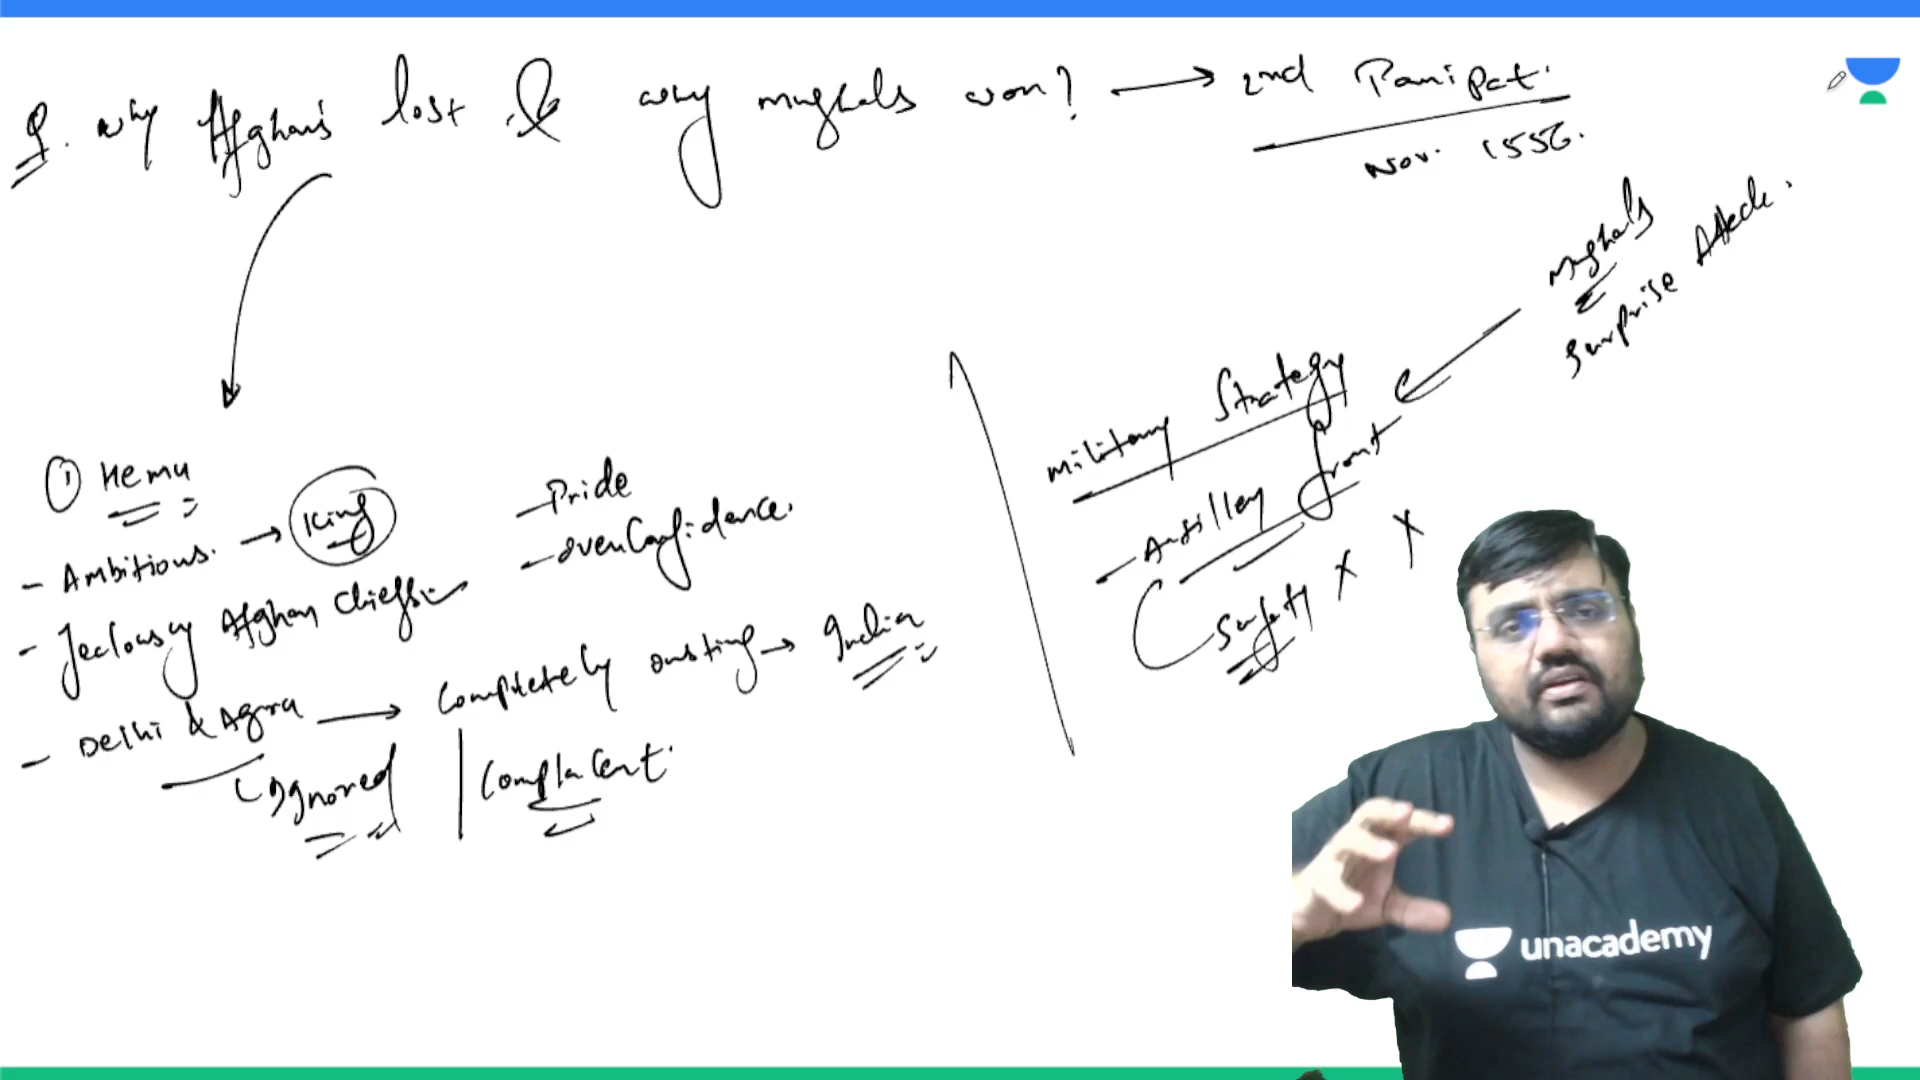 Q. why Afghans lost & why mughals won? → 2nd Panipat.
Nov. 1556.
① Hemu
- Ambitious. → King
- Jealousy Afghan chiefs
- Delhi & Agra → completely ousting → India
Ignored | Complacent.
- Pride
- overConfidence.
Military Strategy
- Artillery front
Safety X X
Mughals
Surprise Attack.
unacademy